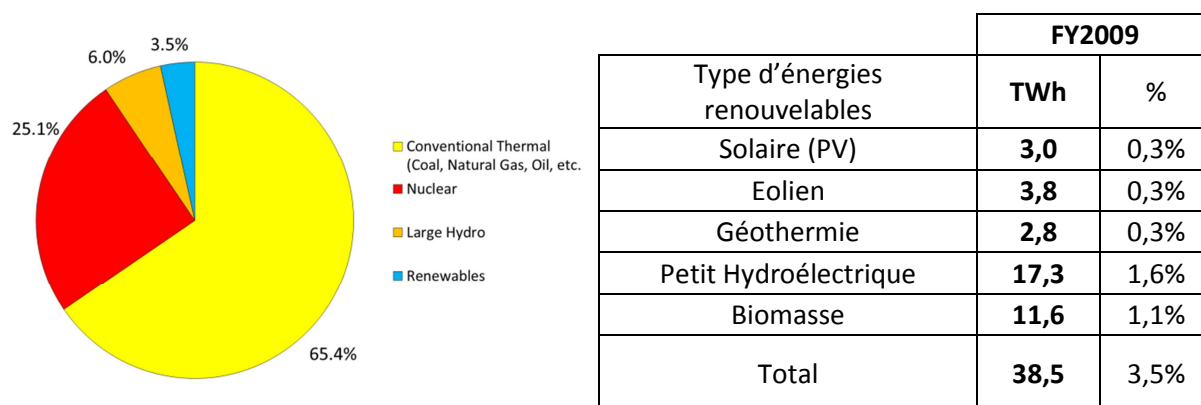 3.5%
6.0%
25.1%
65.4%
Conventional Thermal
(Coal, Natural Gas, Oil, etc.
Nuclear
Large Hydro
Renewables
FY2009
Type d’énergies
renouvelables
TWh
%
Solaire (PV)
3,0
0,3%
Eolien
3,8
0,3%
Géothermie
2,8
0,3%
Petit Hydroélectrique
17,3
1,6%
Biomasse
11,6
1,1%
Total
38,5
3,5%